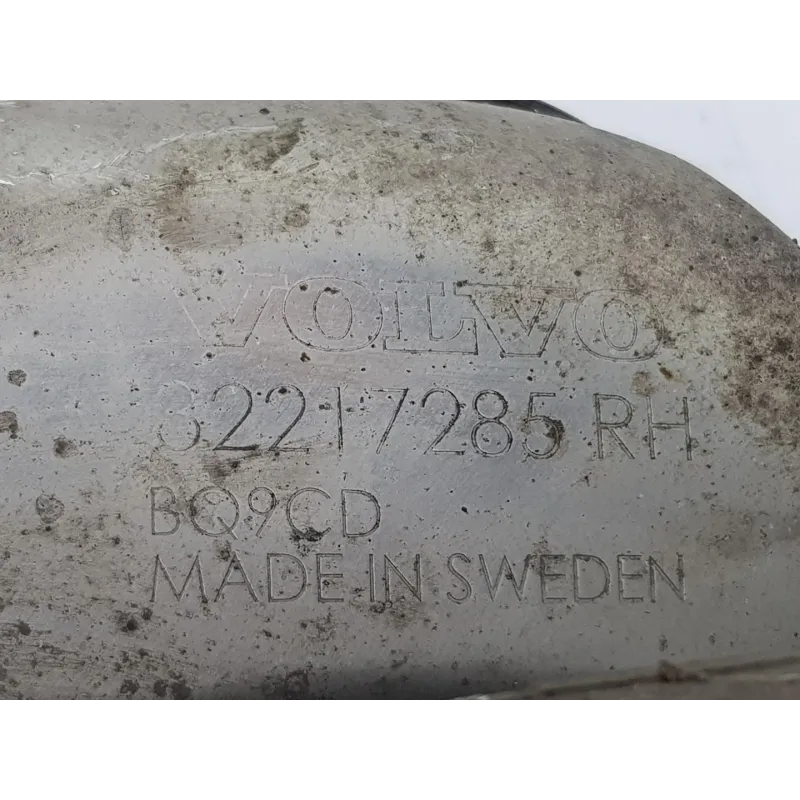 VOLVO
32217285 RH
BQ9CD
MADE IN SWEDEN